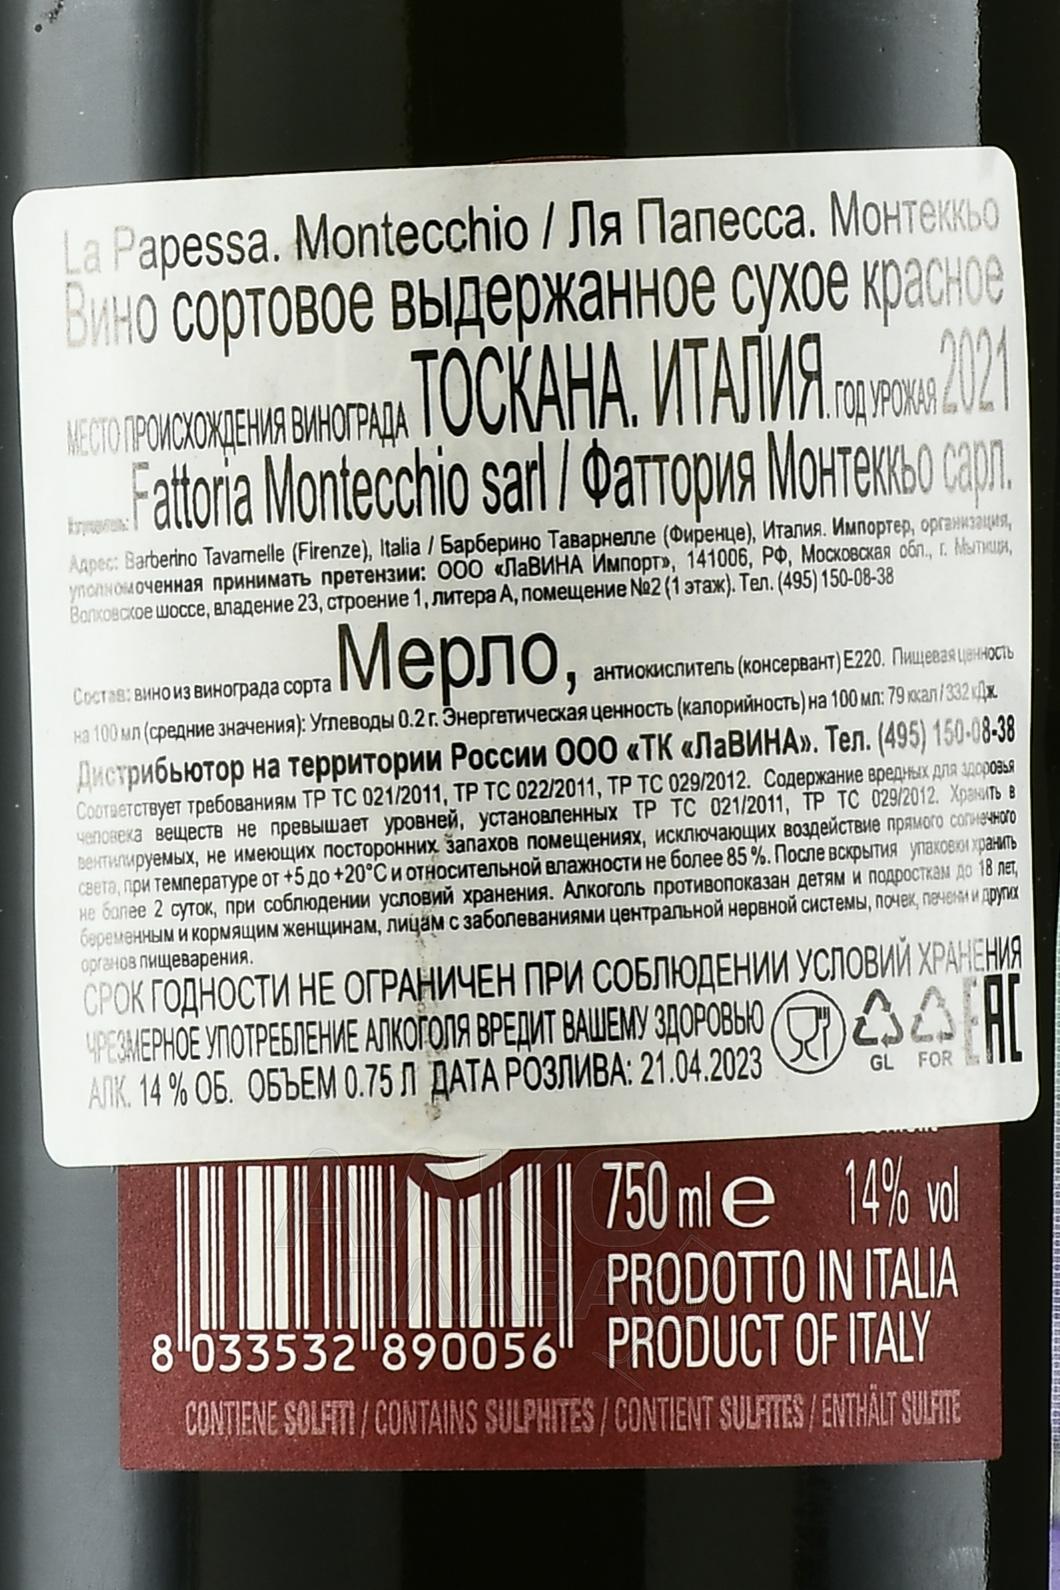 La Papessa. Montecchio / Ля Папесса. Монтеккьо
Вино сортовое выдержанное сухое красное
МЕСТО ПРОИСХОЖДЕНИЯ ВИНОГРАДА ТОСКАНА. ИТАЛИЯ. ГОД УРОЖАЯ 2021
Изготовитель: Fattoria Montecchio sarl / Фаттория Монтеккьо сарл.
Адрес: Barberino Tavarnelle (Firenze), Italia / Барберино Таварнелле (Фиренце), Италия. Импортер, организация,
уполномоченная принимать претензии: ООО «ЛаВИНА Импорт», 141006, РФ, Московская обл., г. Мытищи,
Волковское шоссе, владение 23, строение 1, литера А, помещение №2 (1 этаж). Тел. (495) 150-08-38
Состав: вино из винограда сорта Мерло, антиокислитель (консервант) Е220. Пищевая ценность
на 100 мл (средние значения): Углеводы 0.2 г. Энергетическая ценность (калорийность) на 100 мл: 79 ккал / 332 кДж.
Дистрибьютор на территории России ООО «ТК «ЛаВИНА». Тел. (495) 150-08-38
Соответствует требованиям ТР ТС 021/2011, ТР ТС 022/2011, ТР ТС 029/2012. Содержание вредных для здоровья
человека веществ не превышает уровней, установленных ТР ТС 021/2011, ТР ТС 029/2012. Хранить в
вентилируемых, не имеющих посторонних запахов помещениях, исключающих воздействие прямого солнечного
света, при температуре от +5 до +20°С и относительной влажности не более 85 %. После вскрытия упаковки хранить
не более 2 суток, при соблюдении условий хранения. Алкоголь противопоказан детям и подросткам до 18 лет,
беременным и кормящим женщинам, лицам с заболеваниями центральной нервной системы, почек, печени и других
органов пищеварения.
СРОК ГОДНОСТИ НЕ ОГРАНИЧЕН ПРИ СОБЛЮДЕНИИ УСЛОВИЙ ХРАНЕНИЯ
ЧРЕЗМЕРНОЕ УПОТРЕБЛЕНИЕ АЛКОГОЛЯ ВРЕДИТ ВАШЕМУ ЗДОРОВЬЮ
АЛК. 14 % ОБ. ОБЪЕМ 0.75 Л ДАТА РОЗЛИВА: 21.04.2023
GL FOR EAC
750 ml e 14% vol
PRODOTTO IN ITALIA
PRODUCT OF ITALY
8 033532 890056
CONTIENE SOLFITI / CONTAINS SULPHITES / CONTIENT SULFITES / ENTHÄLT SULFITE